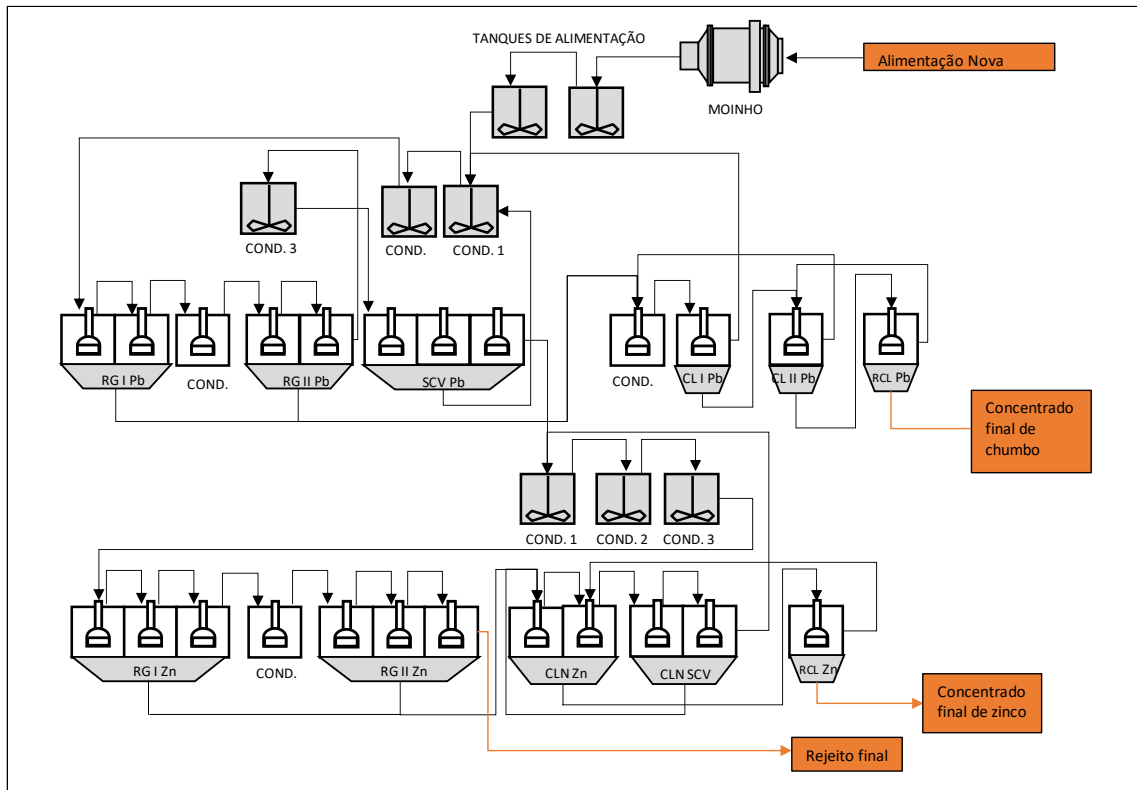 TANQUES DE ALIMENTAÇÃO
Alimentação Nova
MOINHO
COND. 3
COND.
COND. 1
RG I Pb
COND.
RG II Pb
SCV Pb
COND.
CL I Pb
CL II Pb
RCL Pb
Concentrado
final de
chumbo
COND. 1
COND. 2
COND. 3
RG I Zn
COND.
RG II Zn
CLN Zn
CLN SCV
RCL Zn
Concentrado
final de zinco
Rejeito final